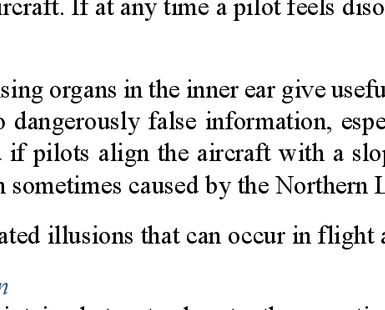 ircraft. If at any time a pilot feels diso
sing organs in the inner ear give usefu
o dangerously false information, espe
if pilots align the aircraft with a slop
n sometimes caused by the Northern L
ated illusions that can occur in flight a
n